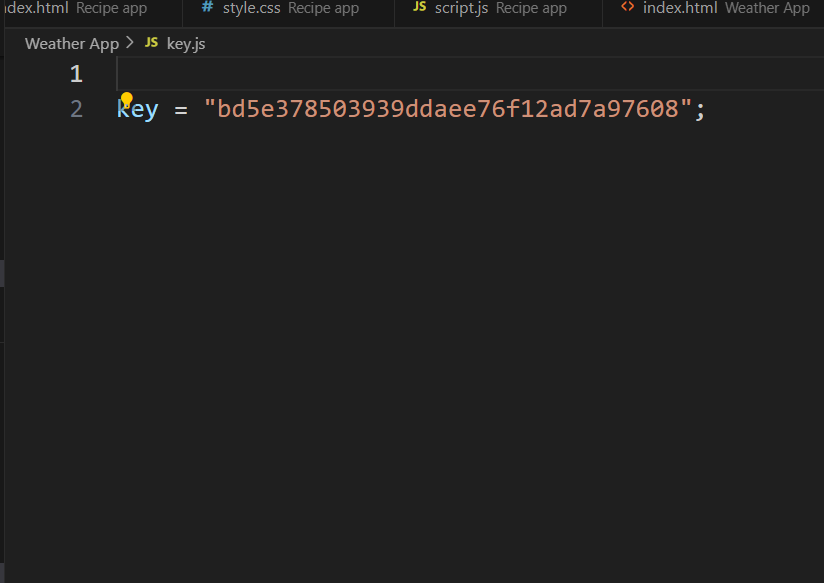 dex.html Recipe app # style.css Recipe app JS script.js Recipe app <> index.html Weather App
Weather App > JS key.js
1
2 key = "bd5e378503939ddaee76f12ad7a97608";